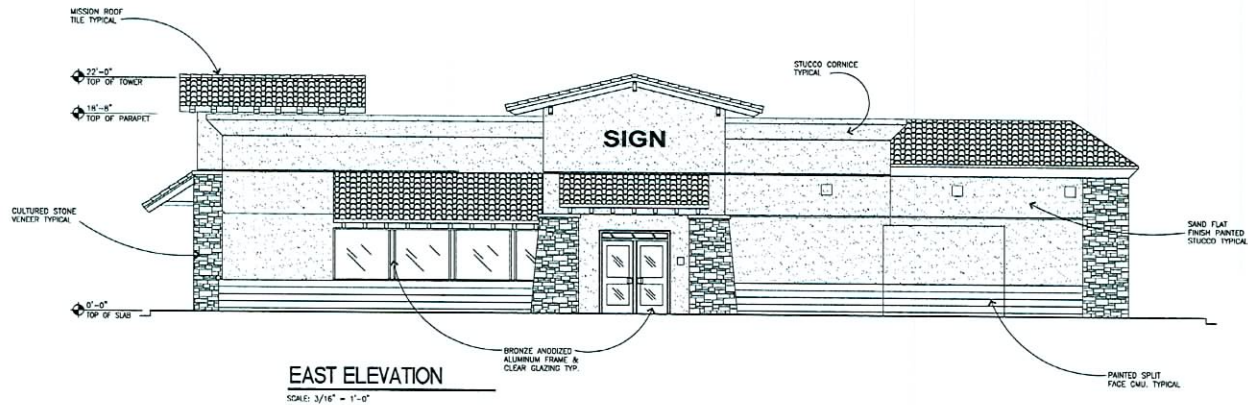 MISSION ROOF
TILE TYPICAL
22'-0"
TOP OF TOWER
18'-8"
TOP OF PARAPET
STUCCO CORNICE
TYPICAL
SIGN
CULTURED STONE
VENEER TYPICAL
SAND FLAT
FINISH PAINTED
STUCCO TYPICAL
0'-0"
TOP OF SLAB
BRONZE ANODIZED
ALUMINUM FRAME &
CLEAR GLAZING TYP.
PAINTED SPLIT
FACE CMU. TYPICAL
EAST ELEVATION
SCALE: 3/16" = 1'-0"